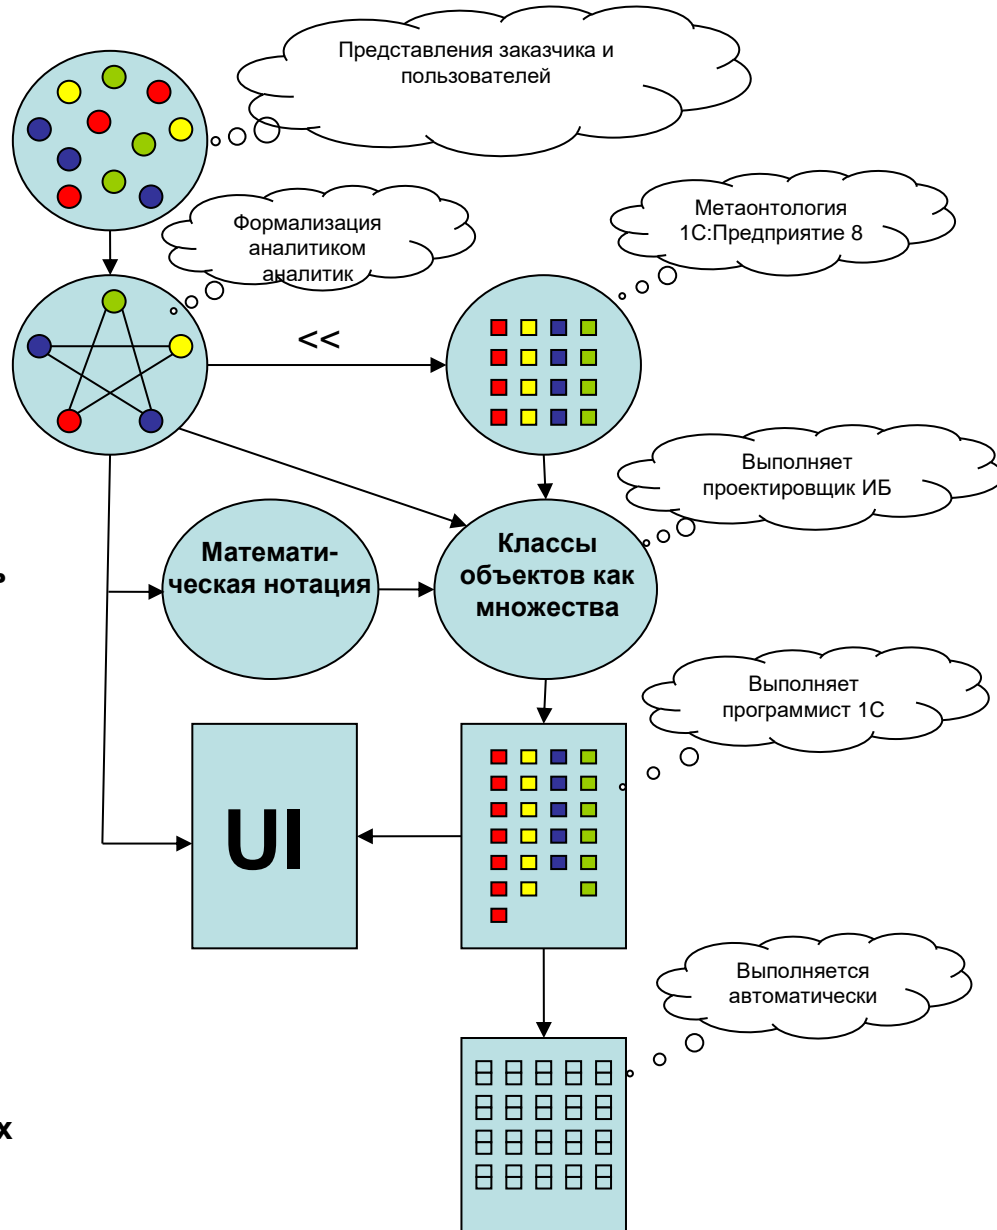 Представления заказчика и
пользователей
Формализация
аналитиком
аналитик
Метаонтология
1С:Предприятие 8
<<
Выполняет
проектировщик ИБ
Математи-
ческая нотация
Классы
объектов как
множества
ь
Выполняет
программист 1С
UI
Выполняется
автоматически
х